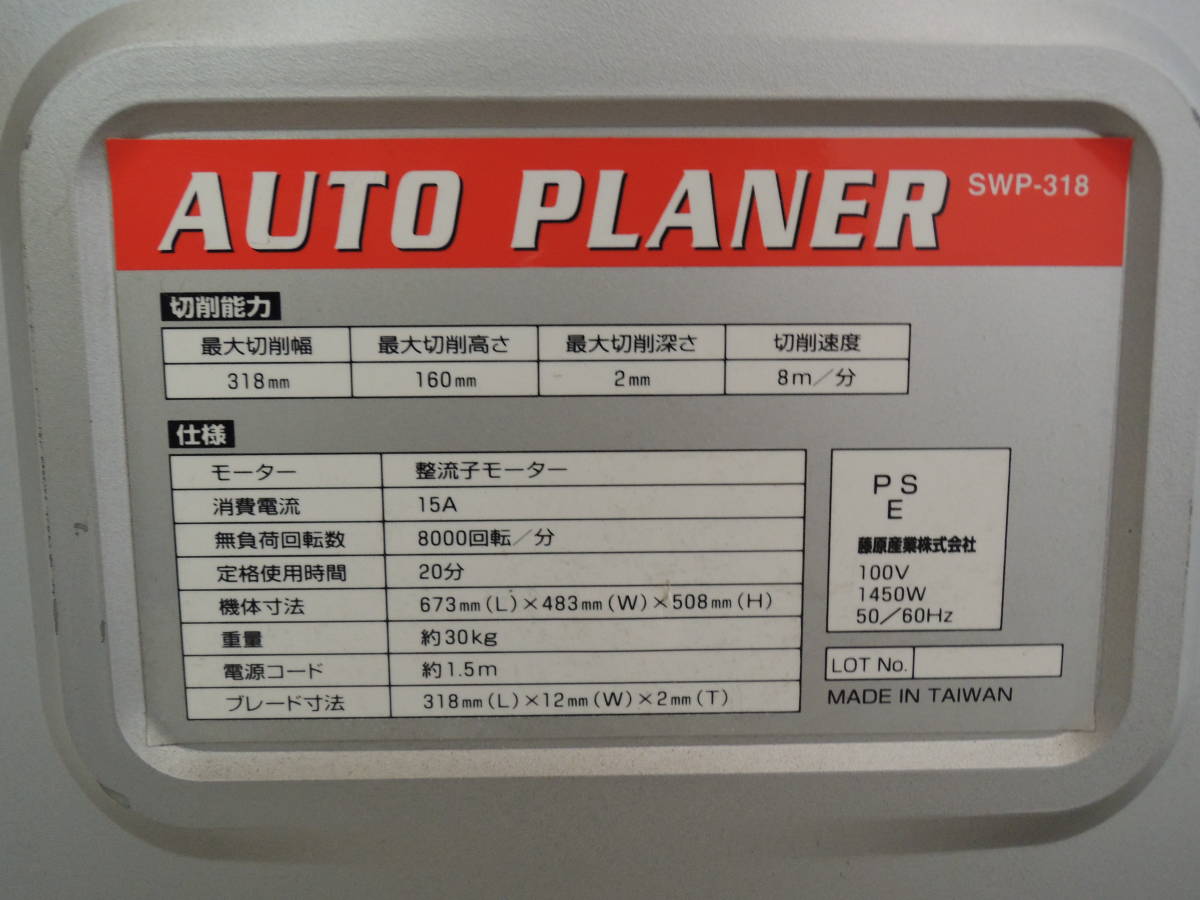 AUTO PLANER SWP-318
切削能力
最大切削幅 最大切削高さ 最大切削深さ 切削速度
318㎜ 160㎜ 2㎜ 8m／分
仕様
モーター 整流子モーター
消費電流 15A
無負荷回転数 8000回転／分
定格使用時間 20分
機体寸法 673㎜(L)×483㎜(W)×508㎜(H)
重量 約30kg
電源コード 約1.5m
ブレード寸法 318㎜(L)×12㎜(W)×2㎜(T)
PS
E
藤原産業株式会社
100V
1450W
50／60Hz
LOT No.
MADE IN TAIWAN